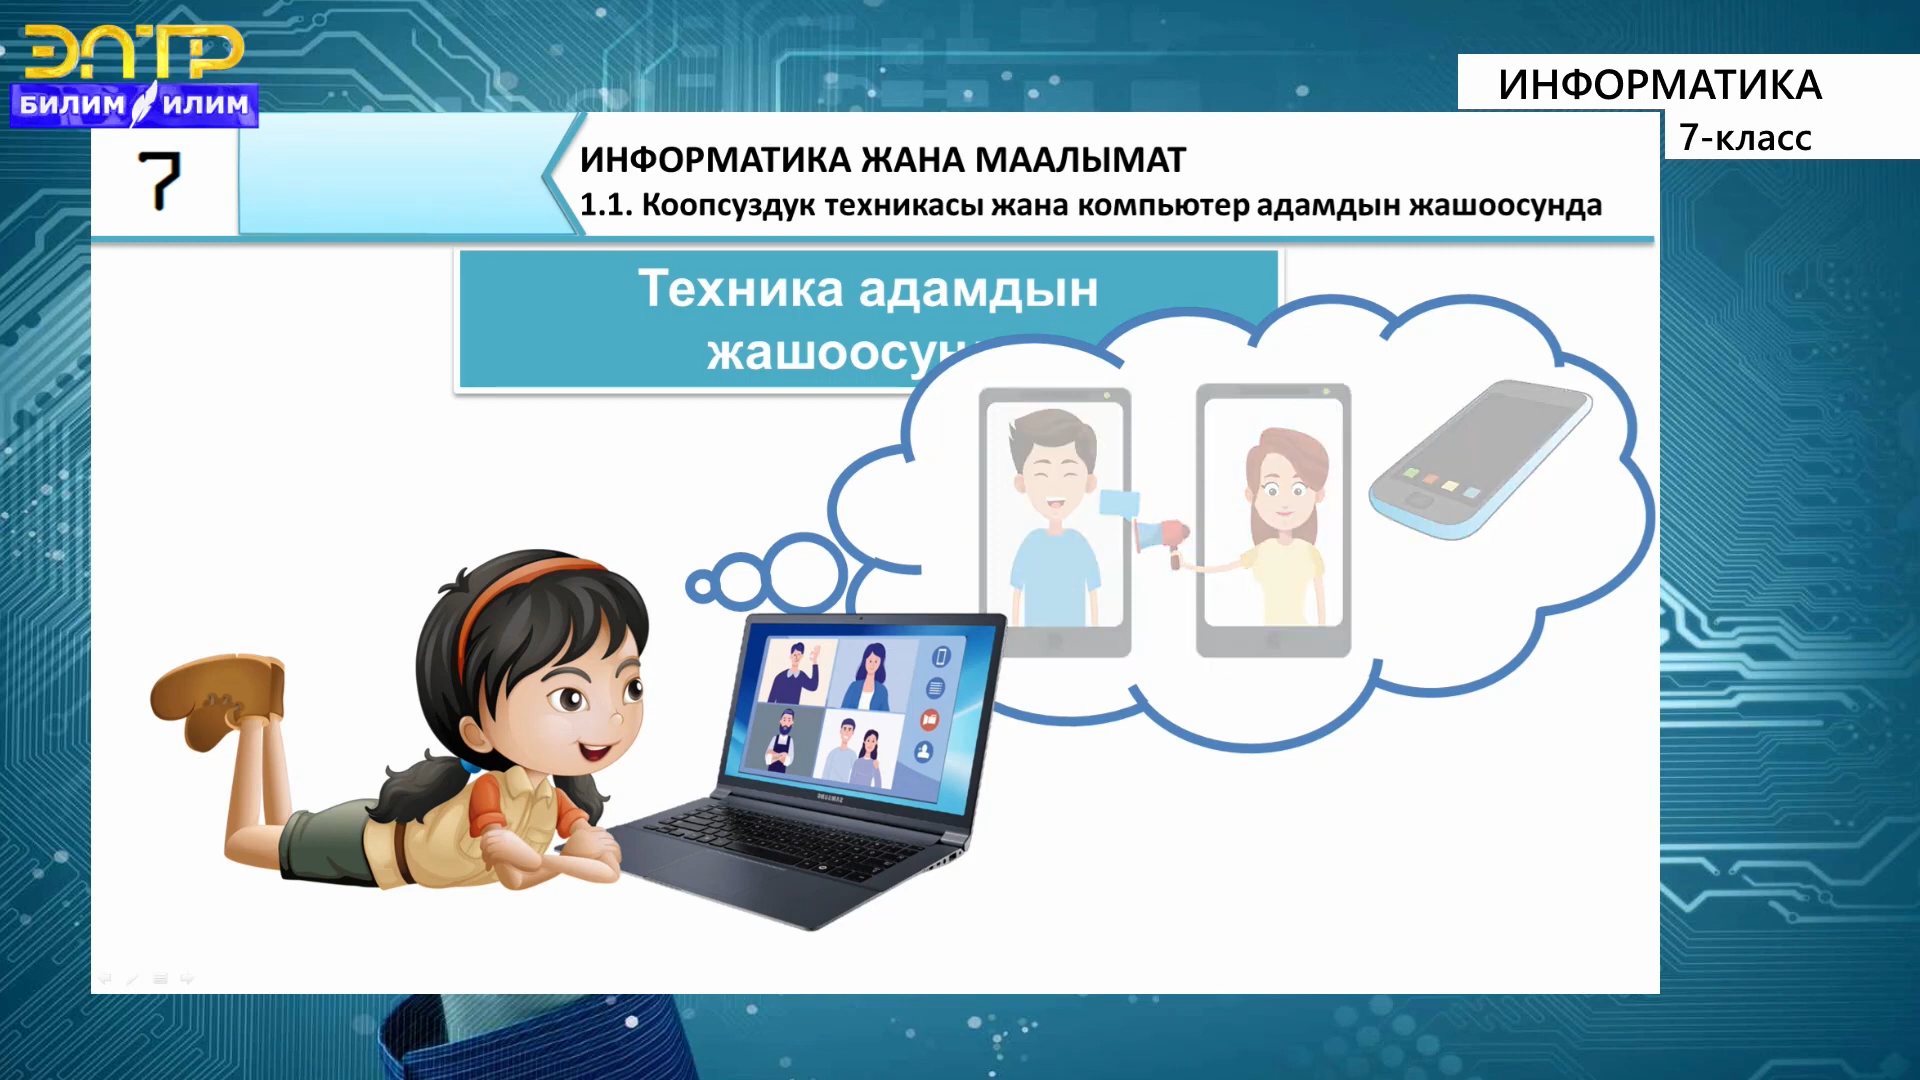 ЭЛТР
БИЛИМ ИЛИМ
ИНФОРМАТИКА
7-класс
7
ИНФОРМАТИКА ЖАНА МААЛЫМАТ
1.1. Коопсуздук техникасы жана компьютер адамдын жашоосунда
Техника адамдын